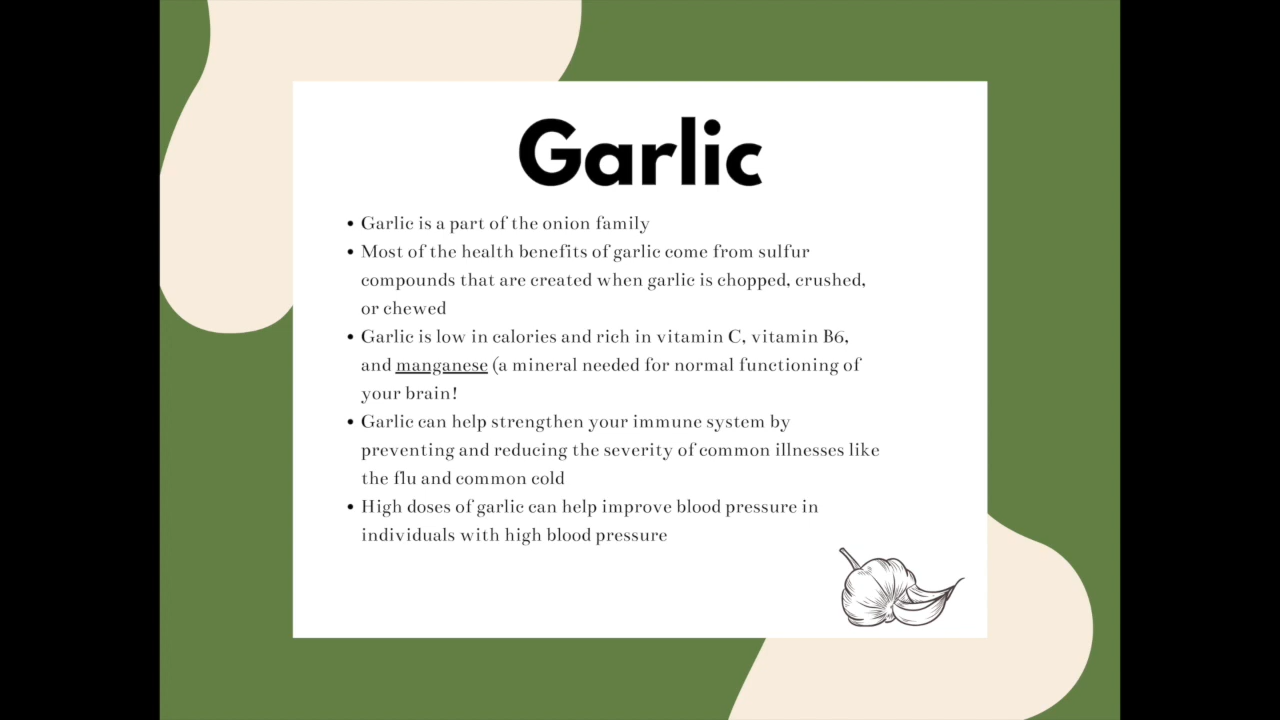 Garlic
• Garlic is a part of the onion family
• Most of the health benefits of garlic come from sulfur
compounds that are created when garlic is chopped, crushed,
or chewed
• Garlic is low in calories and rich in vitamin C, vitamin B6,
and manganese (a mineral needed for normal functioning of
your brain!
• Garlic can help strengthen your immune system by
preventing and reducing the severity of common illnesses like
the flu and common cold
• High doses of garlic can help improve blood pressure in
individuals with high blood pressure